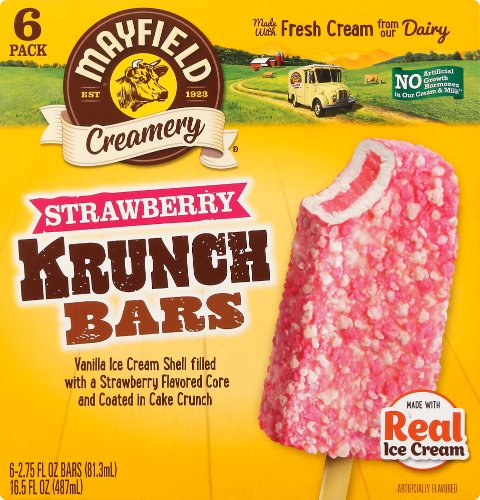 6
PACK
MAYFIELD
EST 1923
Creamery®
Made With Fresh Cream from our Dairy
NO Artificial
Growth
Hormones
in Our Cream & Milk*
STRAWBERRY
KRUNCH
BARS
Vanilla Ice Cream Shell filled
with a Strawberry Flavored Core
and Coated in Cake Crunch
MADE WITH
Real
Ice Cream
6-2.75 FL OZ BARS (81.3mL)
16.5 FL OZ (487mL)
ARTIFICIALLY FLAVORED